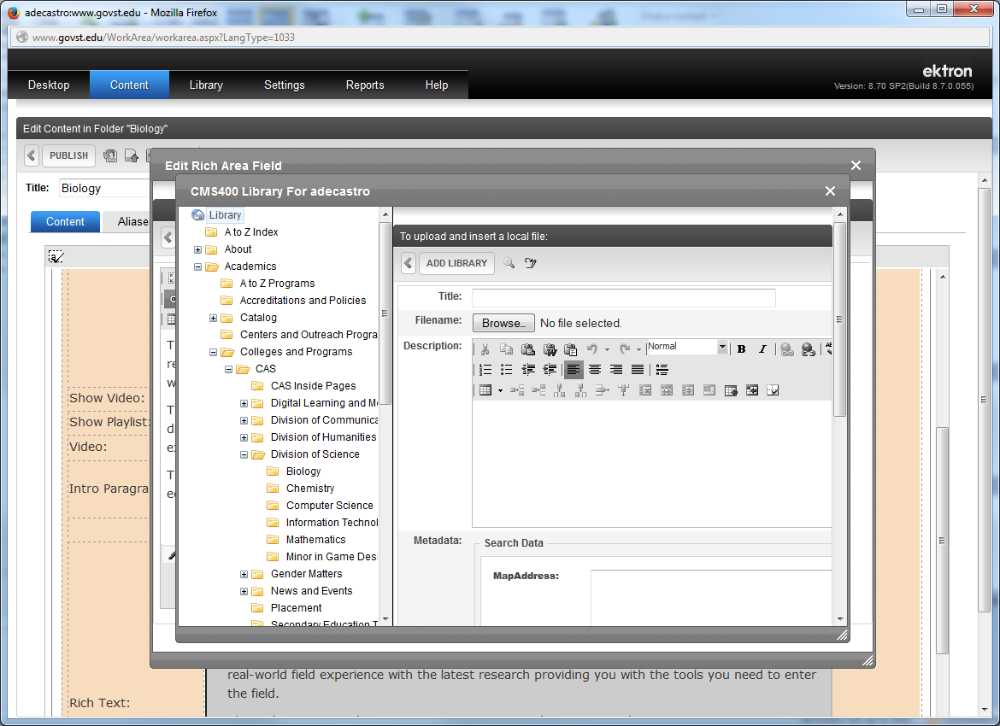 adecastro:www.govst.edu - Mozilla Firefox
www.govst.edu/WorkArea/workarea.aspx?LangType=1033
Desktop Content Library Settings Reports Help
ektron
Version: 8.70 SP2(Build 8.7.0.055)
Edit Content in Folder "Biology"
PUBLISH
Title: Biology
Content Aliase
Edit Rich Area Field
CMS400 Library For adecastro
Library
A to Z Index
About
Academics
A to Z Programs
Accreditations and Policies
Catalog
Centers and Outreach Progra
Colleges and Programs
CAS
CAS Inside Pages
Digital Learning and Me
Division of Communica
Division of Humanities
Division of Science
Biology
Chemistry
Computer Science
Information Technol
Mathematics
Minor in Game Des
Gender Matters
News and Events
Placement
Secondary Education T
To upload and insert a local file:
ADD LIBRARY
Title:
Filename: Browse... No file selected.
Description:
Normal
B I
Metadata:
Search Data
MapAddress:
Show Video:
Show Playlist:
Video:
Intro Paragra
Rich Text:
real-world field experience with the latest research providing you with the tools you need to enter
the field.